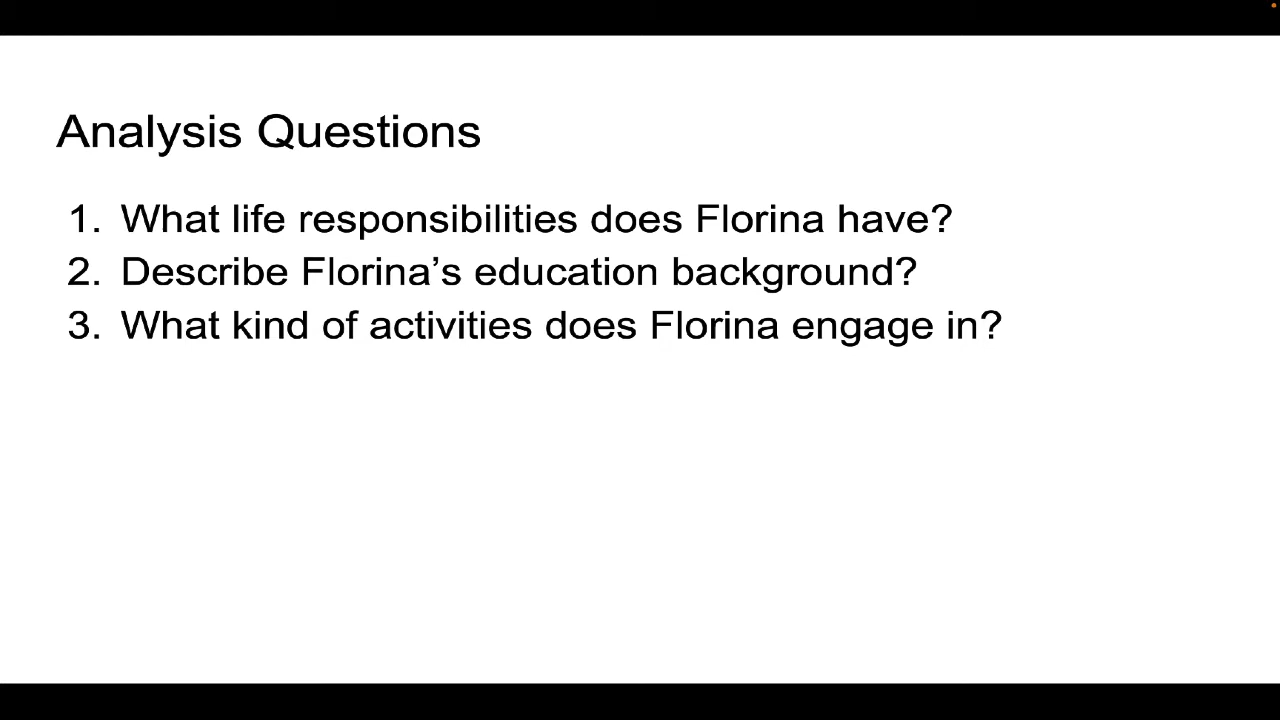 Analysis Questions
1. What life responsibilities does Florina have?
2. Describe Florina’s education background?
3. What kind of activities does Florina engage in?